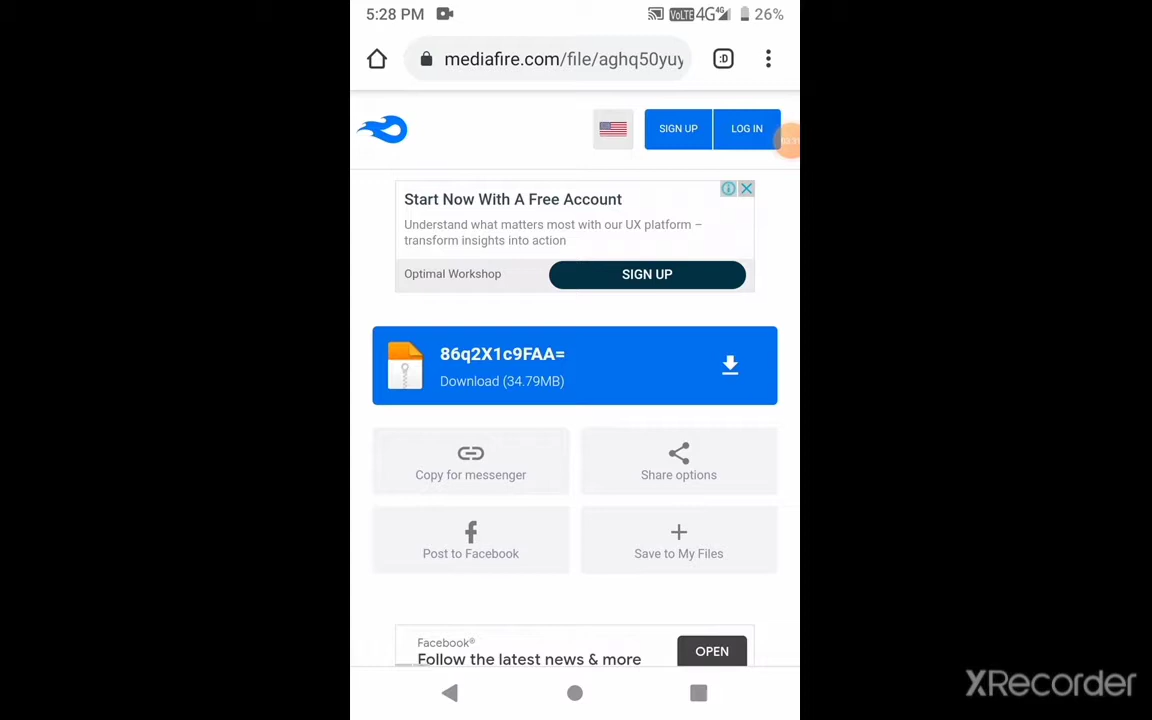 5:28 PM VoLTE 4G 4G 26%
mediafire.com/file/aghq50yuy
:D
SIGN UP LOG IN
Start Now With A Free Account
Understand what matters most with our UX platform –
transform insights into action
Optimal Workshop SIGN UP
86q2X1c9FAA=
Download (34.79MB)
Copy for messenger Share options
Post to Facebook Save to My Files
Facebook®
Follow the latest news & more OPEN
XRecorder